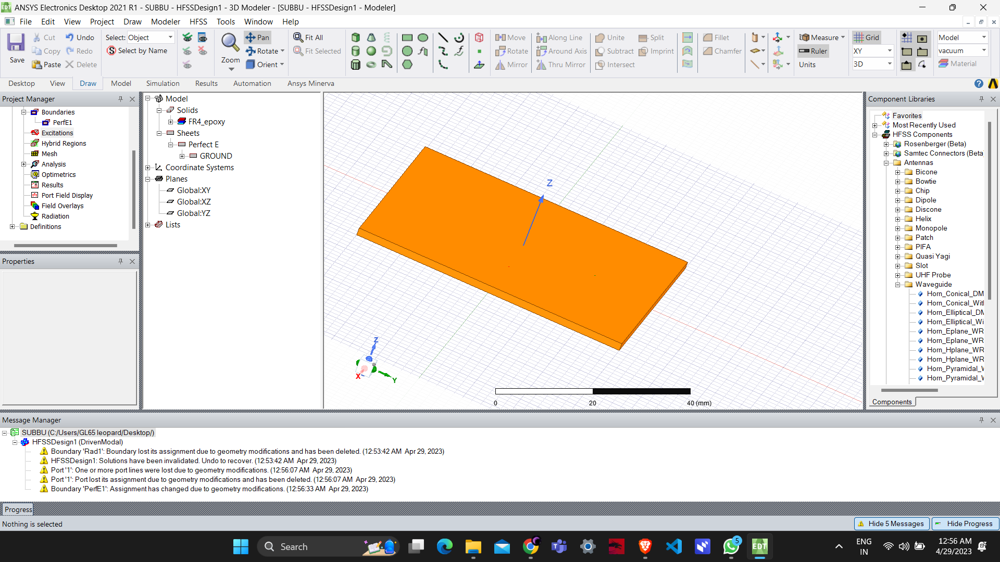 ANSYS Electronics Desktop 2021 R1 - SUBBU - HFSSDesign1 - 3D Modeler - [SUBBU - HFSSDesign1 - Modeler]
File Edit View Project Draw Modeler HFSS Tools Window Help
Save
Cut Undo
Copy Redo
Paste Delete
Select: Object
Select by Name
Zoom
Pan
Rotate
Orient
Fit All
Fit Selected
Move Along Line Unite Split Fillet
Rotate Around Axis Subtract Imprint Chamfer
Mirror Thru Mirror Intersect
Measure
Ruler
Units
Grid
XY
3D
Model
vacuum
Material
Desktop View Draw Model Simulation Results Automation Ansys Minerva
Project Manager
Boundaries
PerfE1
Excitations
Hybrid Regions
Mesh
Analysis
Optimetrics
Results
Port Field Display
Field Overlays
Radiation
Definitions
Properties
Model
Solids
FR4_epoxy
Sheets
Perfect E
GROUND
Coordinate Systems
Planes
Global:XY
Global:XZ
Global:YZ
Lists
Z
Z
X
Y
0 20 40 (mm)
Component Libraries
Favorites
Most Recently Used
HFSS Components
Rosenberger (Beta)
Samtec Connectors (Beta
Antennas
Bicone
Bowtie
Chip
Dipole
Discone
Helix
Monopole
Patch
PIFA
Quasi Yagi
Slot
UHF Probe
Waveguide
Horn_Conical_DM
Horn_Conical_Wit
Horn_Elliptical_DM
Horn_Elliptical_Wi
Horn_Eplane_WR
Horn_Eplane_WR
Horn_Hplane_WR
Horn_Hplane_WR
Horn_Pyramidal_W
Horn_Pyramidal_W
Components
Message Manager
SUBBU (C:/Users/GL65 leopard/Desktop/)
HFSSDesign1 (DrivenModal)
Boundary 'Rad1': Boundary lost its assignment due to geometry modifications and has been deleted. (12:53:42 AM Apr 29, 2023)
HFSSDesign1: Solutions have been invalidated. Undo to recover. (12:53:42 AM Apr 29, 2023)
Port '1': One or more port lines were lost due to geometry modifications. (12:56:07 AM Apr 29, 2023)
Port '1': Port lost its assignment due to geometry modifications and has been deleted. (12:56:07 AM Apr 29, 2023)
Boundary 'PerfE1': Assignment has changed due to geometry modifications. (12:56:33 AM Apr 29, 2023)
Progress
Nothing is selected
Hide 5 Messages Hide Progress
Search
5
EDT
ENG
IN
12:56 AM
4/29/2023